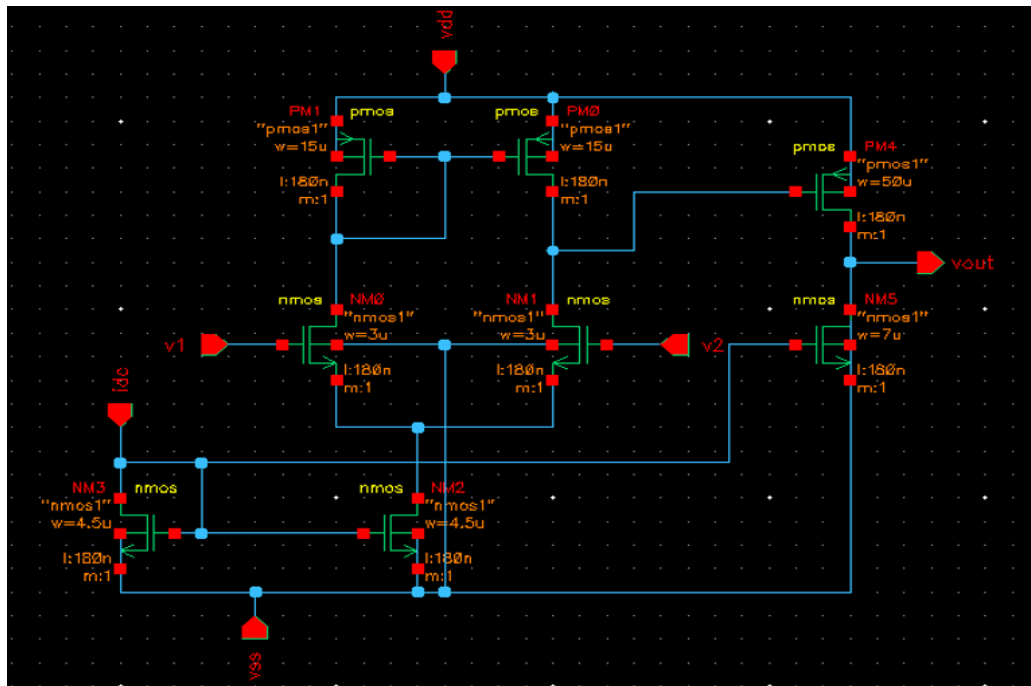 vdd
PM1 pmos
"pmos1"
w=15u
l:180n
m:1
pmos PM0
"pmos1"
w=15u
l:180n
m:1
PM4
pmos "pmos1"
w=50u
l:180n
m:1
vout
nmos NM0
"nmos1"
w=3u
l:180n
m:1
NM1 nmos
"nmos1"
w=3u
l:180n
m:1
NM5
nmos "nmos1"
w=7u
l:180n
m:1
v1
v2
idc
NM3 nmos
"nmos1"
w=4.5u
l:180n
m:1
nmos NM2
"nmos1"
w=4.5u
l:180n
m:1
vss